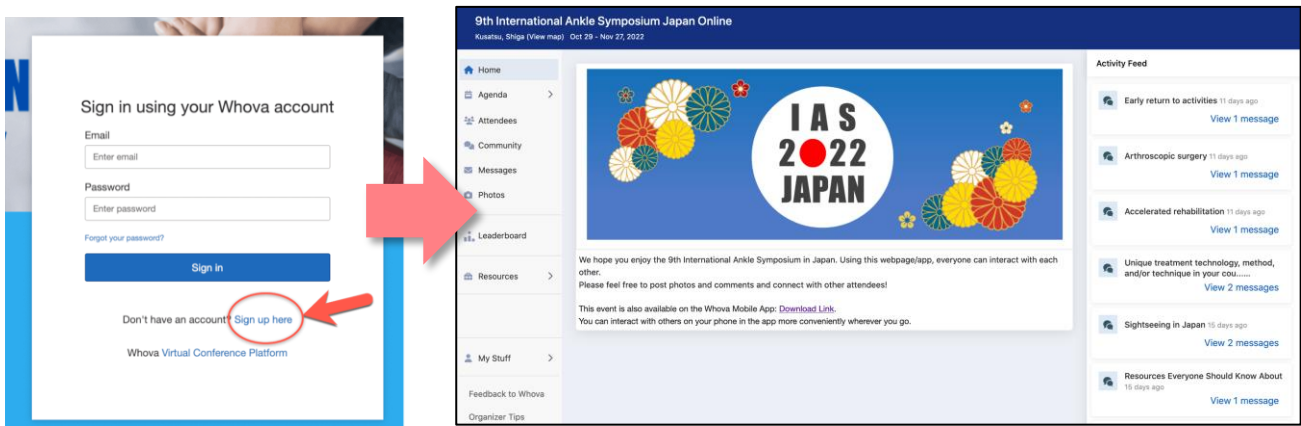 Sign in using your Whova account
Email
Enter email
Password
Enter password
Forgot your password?
Sign in
Don't have an account? Sign up here
Whova Virtual Conference Platform
9th International Ankle Symposium Japan Online
Kusatsu, Shiga (View map) Oct 29 - Nov 27, 2022
Home
Agenda
Attendees
Community
Messages
Photos
Leaderboard
Resources
My Stuff
Feedback to Whova
Organizer Tips
IAS
2022
JAPAN
We hope you enjoy the 9th International Ankle Symposium in Japan. Using this webpage/app, everyone can interact with each
other.
Please feel free to post photos and comments and connect with other attendees!
This event is also available on the Whova Mobile App: Download Link.
You can interact with others on your phone in the app more conveniently wherever you go.
Activity Feed
Early return to activities 11 days ago
View 1 message
Arthroscopic surgery 11 days ago
View 1 message
Accelerated rehabilitation 11 days ago
View 1 message
Unique treatment technology, method,
and/or technique in your cou......
View 2 messages
Sightseeing in Japan 15 days ago
View 2 messages
Resources Everyone Should Know About
15 days ago
View 1 message